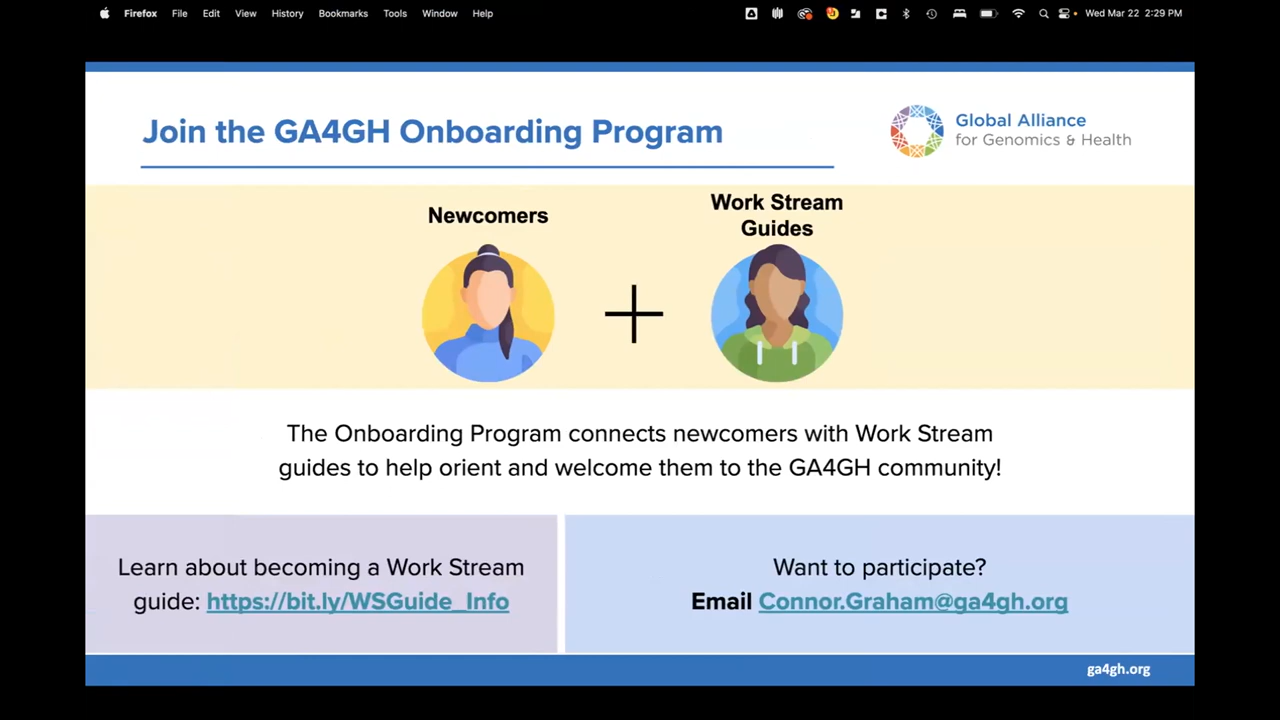 Firefox File Edit View History Bookmarks Tools Window Help Wed Mar 22 2:29 PM
Join the GA4GH Onboarding Program
Global Alliance
for Genomics & Health
Newcomers
Work Stream
Guides
The Onboarding Program connects newcomers with Work Stream
guides to help orient and welcome them to the GA4GH community!
Learn about becoming a Work Stream
guide: https://bit.ly/WSGuide_Info
Want to participate?
Email Connor.Graham@ga4gh.org
ga4gh.org